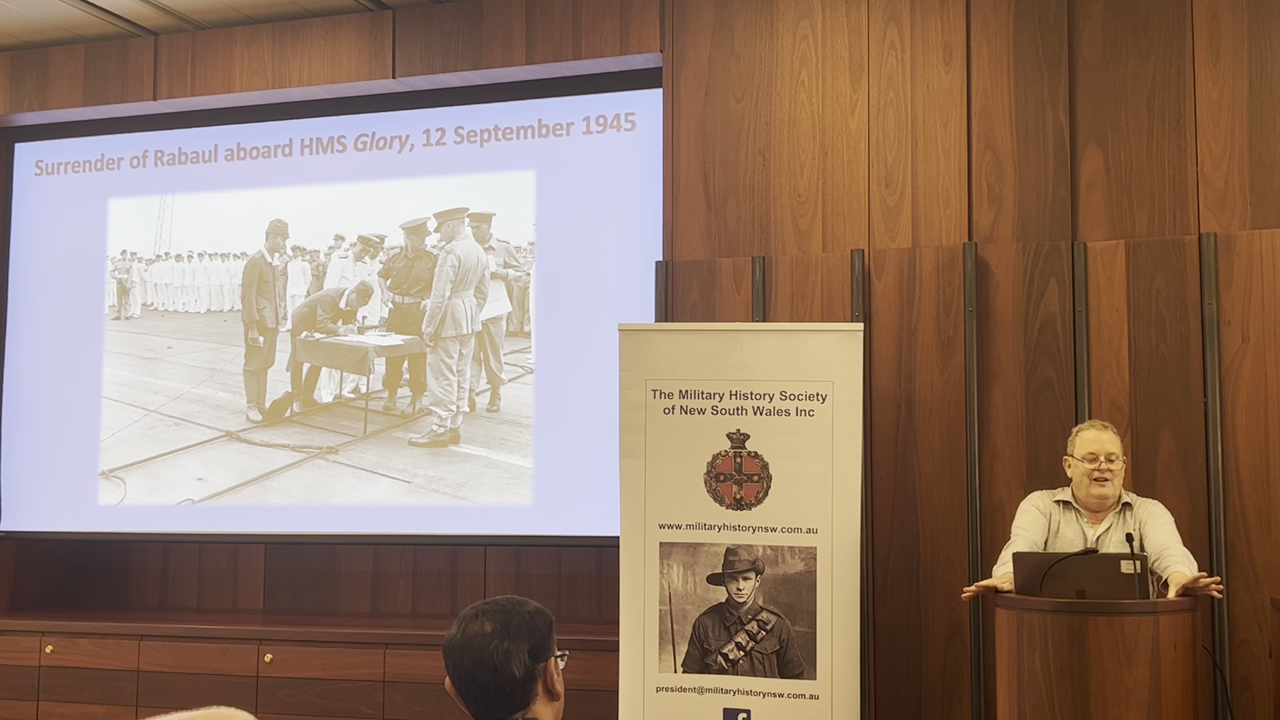 Surrender of Rabaul aboard HMS Glory, 12 September 1945
The Military History Society
of New South Wales Inc
www.militaryhistorynsw.com.au
president@militaryhistorynsw.com.au